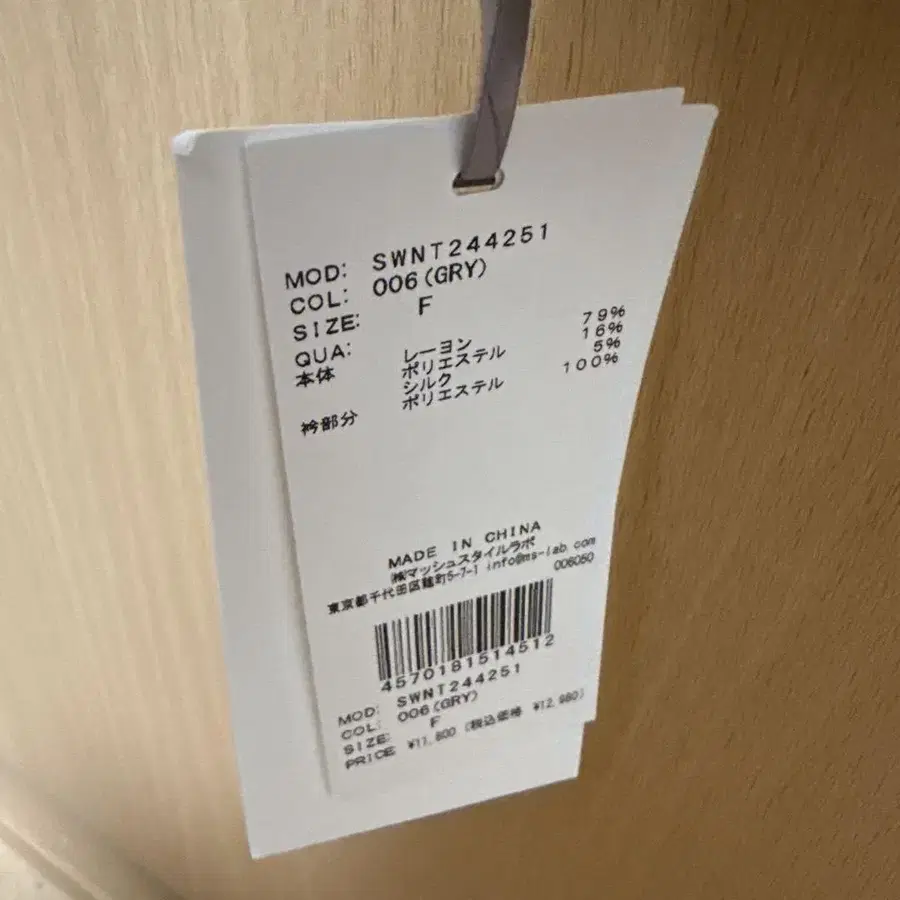 MOD: SWNT244251
COL: 006(GRY)
SIZE: F
QUA:
本体 レーヨン 79%
ポリエステル 16%
シルク 5%
衿部分 ポリエステル 100%
MADE IN CHINA
㈱マッシュスタイルラボ
東京都千代田区麹町5-7-1 info@ms-lab.com
006060
4570181514512
MOD: SWNT244251
COL: 006(GRY)
SIZE: F
PRICE ¥11,800 (税込価格 ¥12,980)